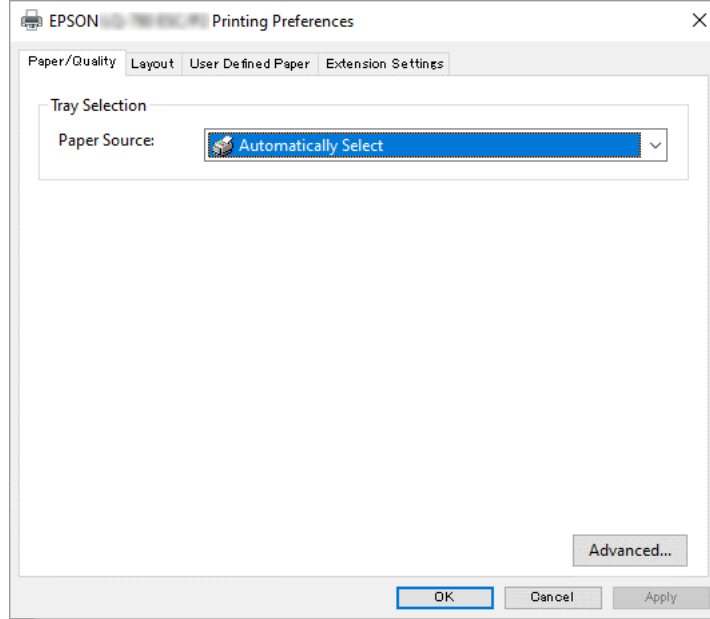 EPSON Printing Preferences
Paper/Quality Layout User Defined Paper Extension Settings
Tray Selection
Paper Source: Automatically Select
Advanced...
OK Cancel Apply